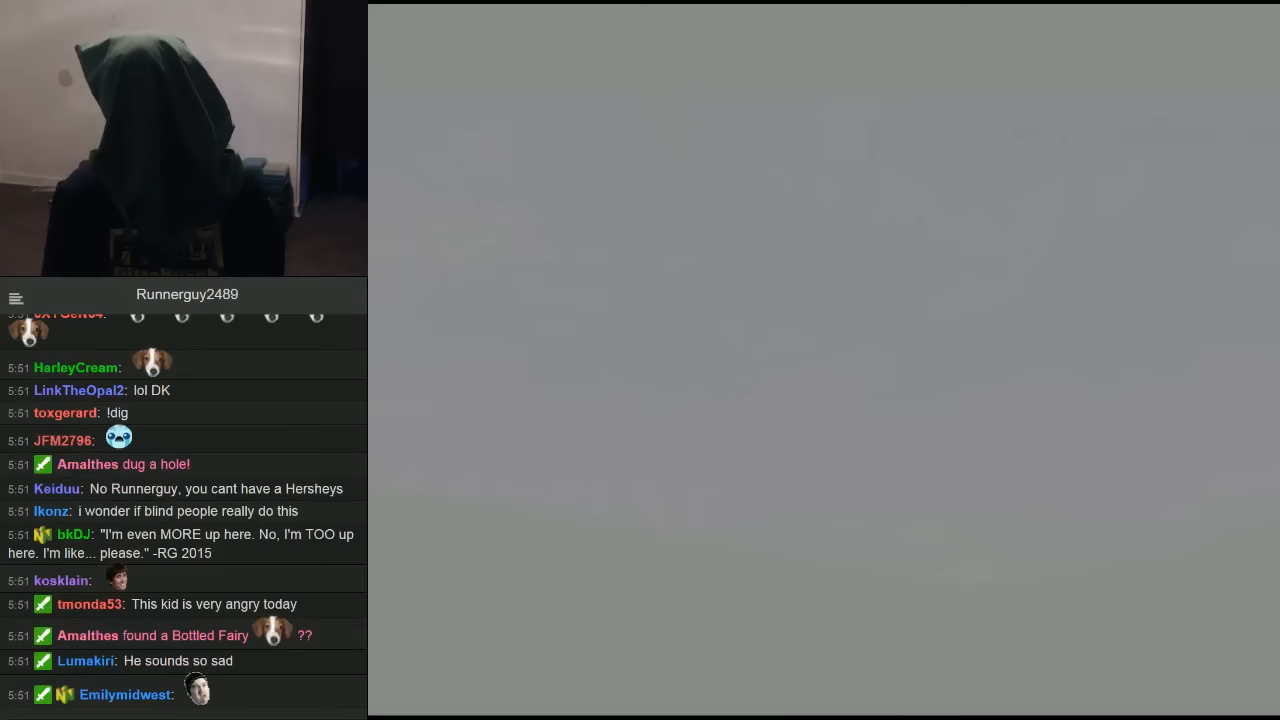 Runnerguy2489
5:51 HarleyCream:
5:51 LinkTheOpal2: lol DK
5:51 toxgerard: !dig
5:51 JFM2796:
5:51 Amalthes dug a hole!
5:51 Keiduu: No Runnerguy, you cant have a Hersheys
5:51 Ikonz: i wonder if blind people really do this
5:51 bkDJ: "I'm even MORE up here. No, I'm TOO up
here. I'm like... please." -RG 2015
5:51 kosklain:
5:51 tmonda53: This kid is very angry today
5:51 Amalthes found a Bottled Fairy ??
5:51 Lumakiri: He sounds so sad
5:51 Emilymidwest: